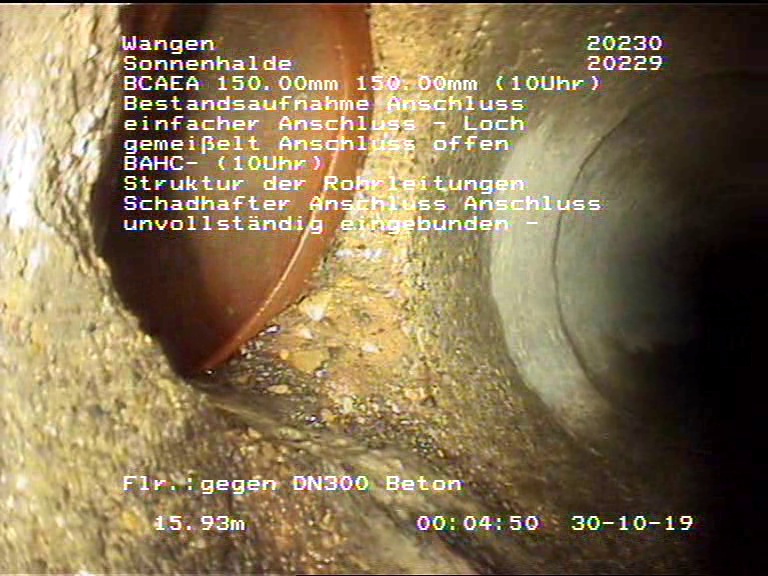 Wangen 20230
Sonnenhalde 20229
BCAEA 150.00mm 150.00mm (10Uhr)
Bestandsaufnahme Anschluss
einfacher Anschluss - Loch
gemeißelt Anschluss offen
BAHC- (10Uhr)
Struktur der Rohrleitungen
Schadhafter Anschluss Anschluss
unvollständig eingebunden -
Flr.:gegen DN300 Beton
15.93m 00:04:50 30-10-19